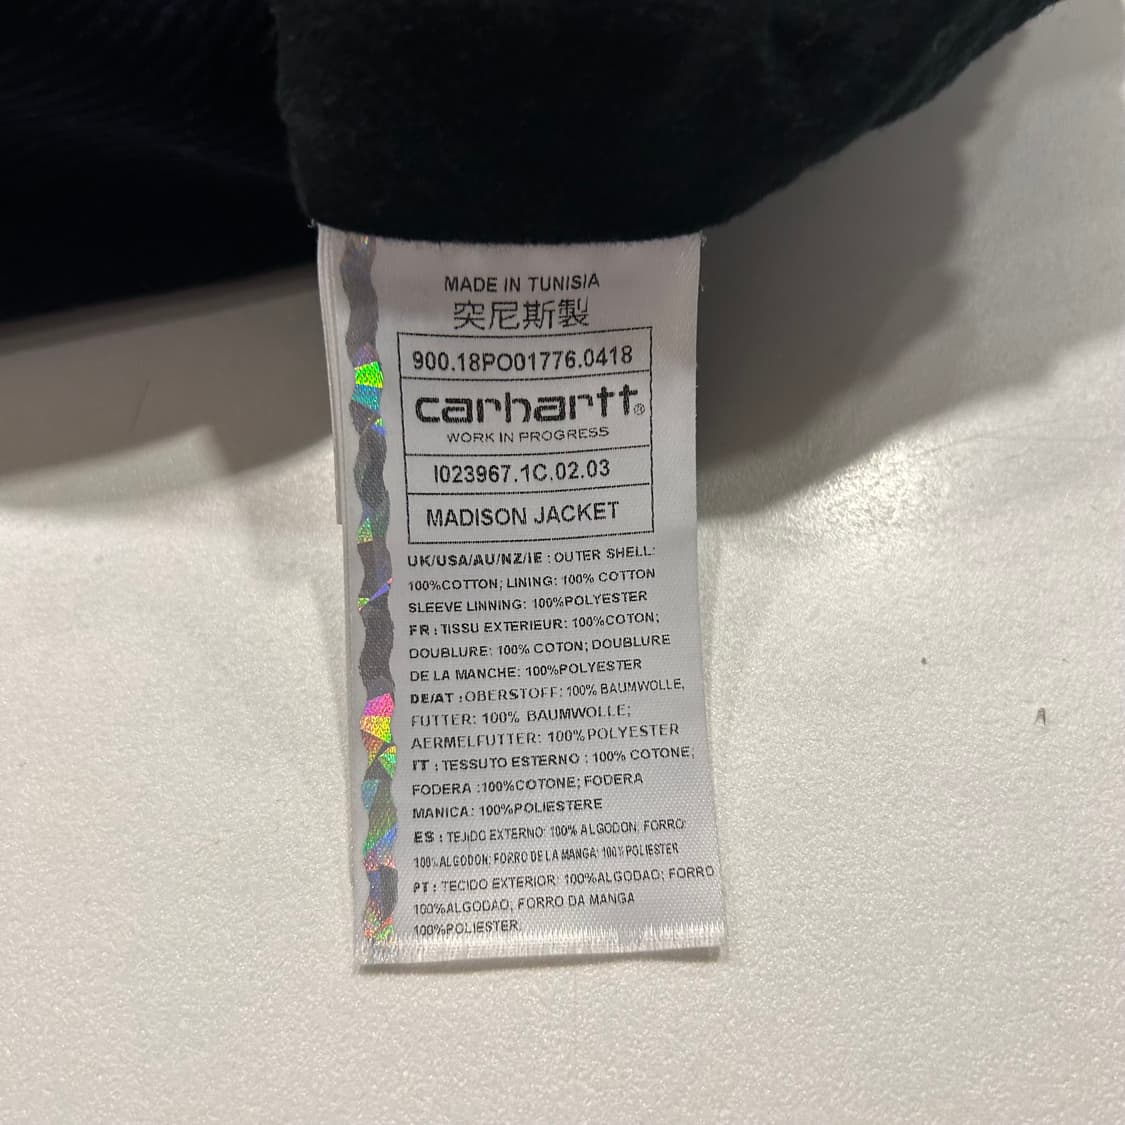 MADE IN TUNISIA
突尼斯製
900.18PO01776.0418
carhartt®
WORK IN PROGRESS
I023967.1C.02.03
MADISON JACKET
UK/USA/AU/NZ/IE : OUTER SHELL:
100%COTTON; LINING: 100% COTTON
SLEEVE LINNING: 100%POLYESTER
FR : TISSU EXTERIEUR: 100%COTON;
DOUBLURE: 100% COTON; DOUBLURE
DE LA MANCHE: 100%POLYESTER
DE/AT :OBERSTOFF: 100% BAUMWOLLE,
FUTTER: 100% BAUMWOLLE;
AERMELFUTTER: 100%POLYESTER
IT : TESSUTO ESTERNO : 100% COTONE;
FODERA :100%COTONE; FODERA
MANICA: 100%POLIESTERE
ES : TEJIDO EXTERNO: 100% ALGODON; FORRO:
100%ALGODON; FORRO DE LA MANGA: 100%POLIESTER
PT : TECIDO EXTERIOR: 100%ALGODAO; FORRO
100%ALGODAO, FORRO DA MANGA
100%POLIESTER,